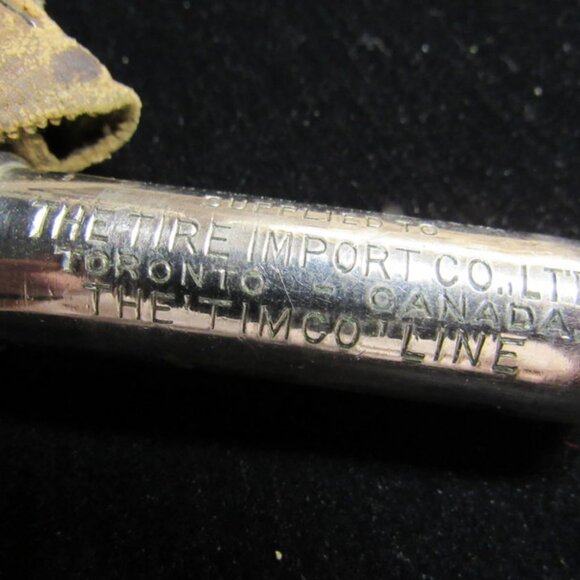 SUPPLIED TO
THE TIRE IMPORT CO., LT
TORONTO - CANADA,
THE 'TIMCO' LINE